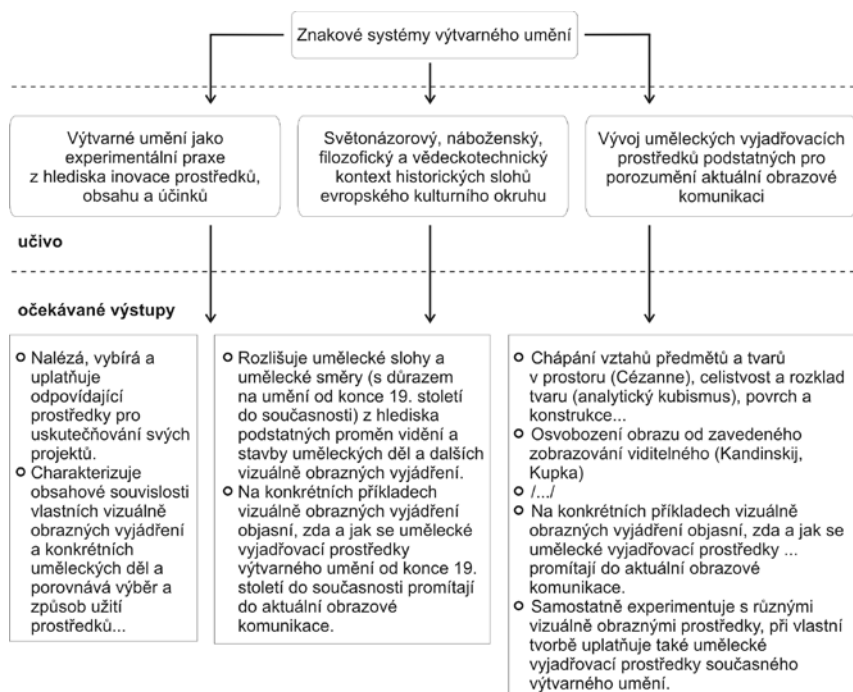 Znakové systémy výtvarného umění
Výtvarné umění jako
experimentální praxe
z hlediska inovace prostředků,
obsahu a účinků
Světonázorový, náboženský,
filozofický a vědeckotechnický
kontext historických slohů
evropského kulturního okruhu
Vývoj uměleckých vyjadřovacích
prostředků podstatných pro
porozumění aktuální obrazové
komunikaci
učivo
očekávané výstupy
Nalézá, vybírá a
uplatňuje
odpovídající
prostředky pro
uskutečňování svých
projektů.
Charakterizuje
obsahové souvislosti
vlastních vizuálně
obrazných vyjádření
a konkrétních
uměleckých děl a
porovnává výběr a
způsob užití
prostředků...
Rozlišuje umělecké slohy a
umělecké směry (s důrazem
na umění od konce 19. století
do současnosti) z hlediska
podstatných proměn vidění a
stavby uměleckých děl a dalších
vizuálně obrazných vyjádření.
Na konkrétních příkladech
vizuálně obrazných vyjádření
objasní, zda a jak se umělecké
vyjadřovací prostředky
výtvarného umění od konce 19.
století do současnosti promítají
do aktuální obrazové
komunikace.
Chápání vztahů předmětů a tvarů
v prostoru (Cézanne), celistvost a rozklad
tvaru (analytický kubismus), povrch a
konstrukce...
Osvobození obrazu od zavedeného
zobrazování viditelného (Kandinskij,
Kupka)
/.../
Na konkrétních příkladech vizuálně
obrazných vyjádření objasní, zda a jak se
umělecké vyjadřovací prostředky ...
promítají do aktuální obrazové
komunikace.
Samostatně experimentuje s různými
vizuálně obraznými prostředky, při vlastní
tvorbě uplatňuje také umělecké
vyjadřovací prostředky současného
výtvarného umění.